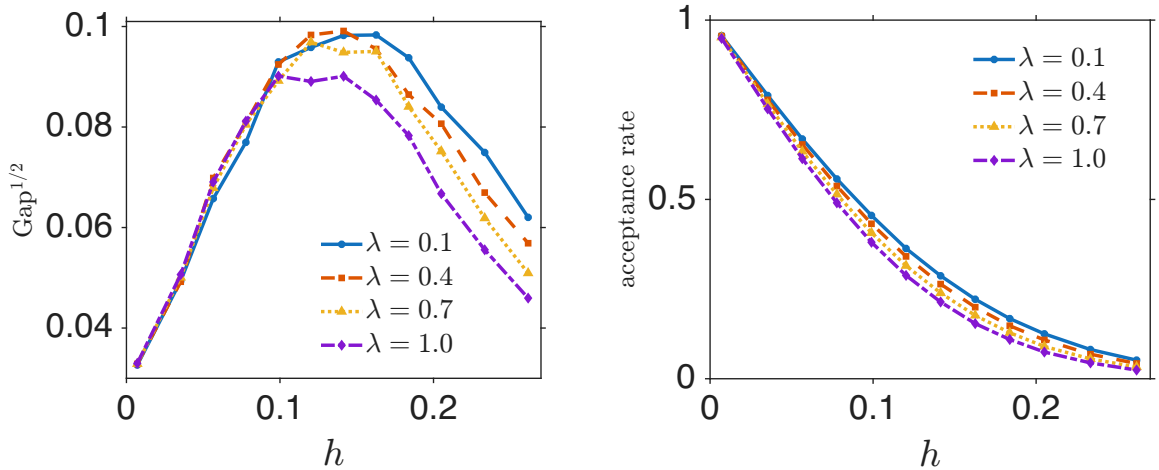 0.1
0.08
0.06
0.04
Gap^{1/2}
0
0.1
0.2
h
λ = 0.1
λ = 0.4
λ = 0.7
λ = 1.0
1
0.5
0
acceptance rate
0
0.1
0.2
h
λ = 0.1
λ = 0.4
λ = 0.7
λ = 1.0